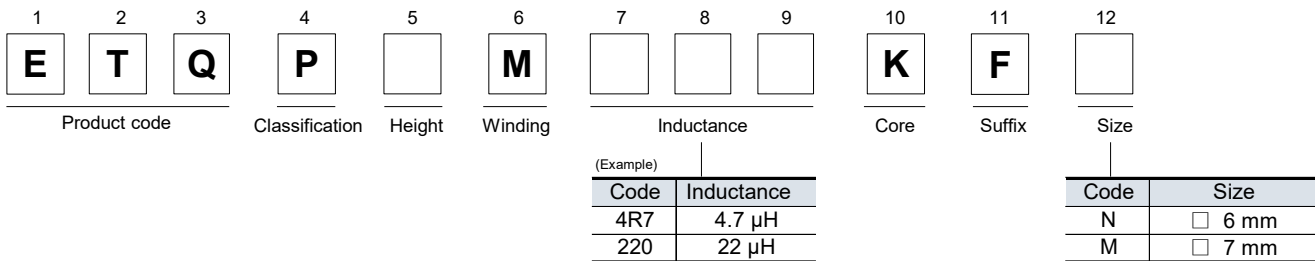 1 2 3 4 5 6 7 8 9 10 11 12
E T Q P M K F
Product code Classification Height Winding Inductance Core Suffix Size
(Example)
Code Inductance Code Size
4R7 4.7 µH N □ 6 mm
220 22 µH M □ 7 mm